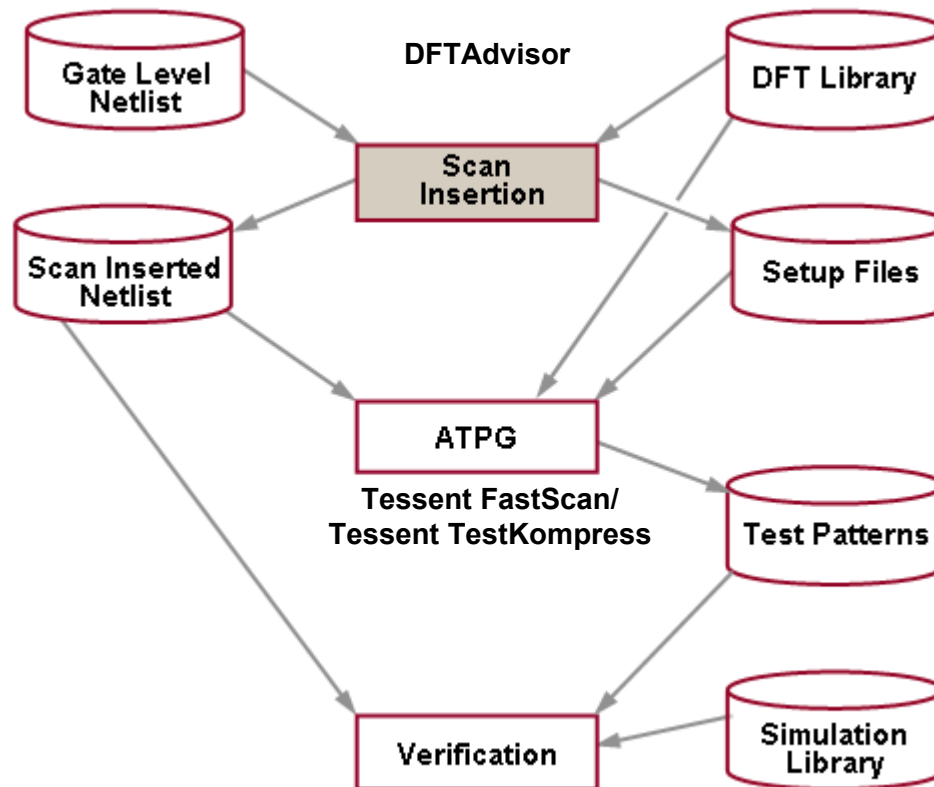 DFTAdvisor
Gate Level
Netlist
DFT Library
Scan
Insertion
Scan Inserted
Netlist
Setup Files
ATPG
Tessent FastScan/
Tessent TestKompress
Test Patterns
Verification
Simulation
Library